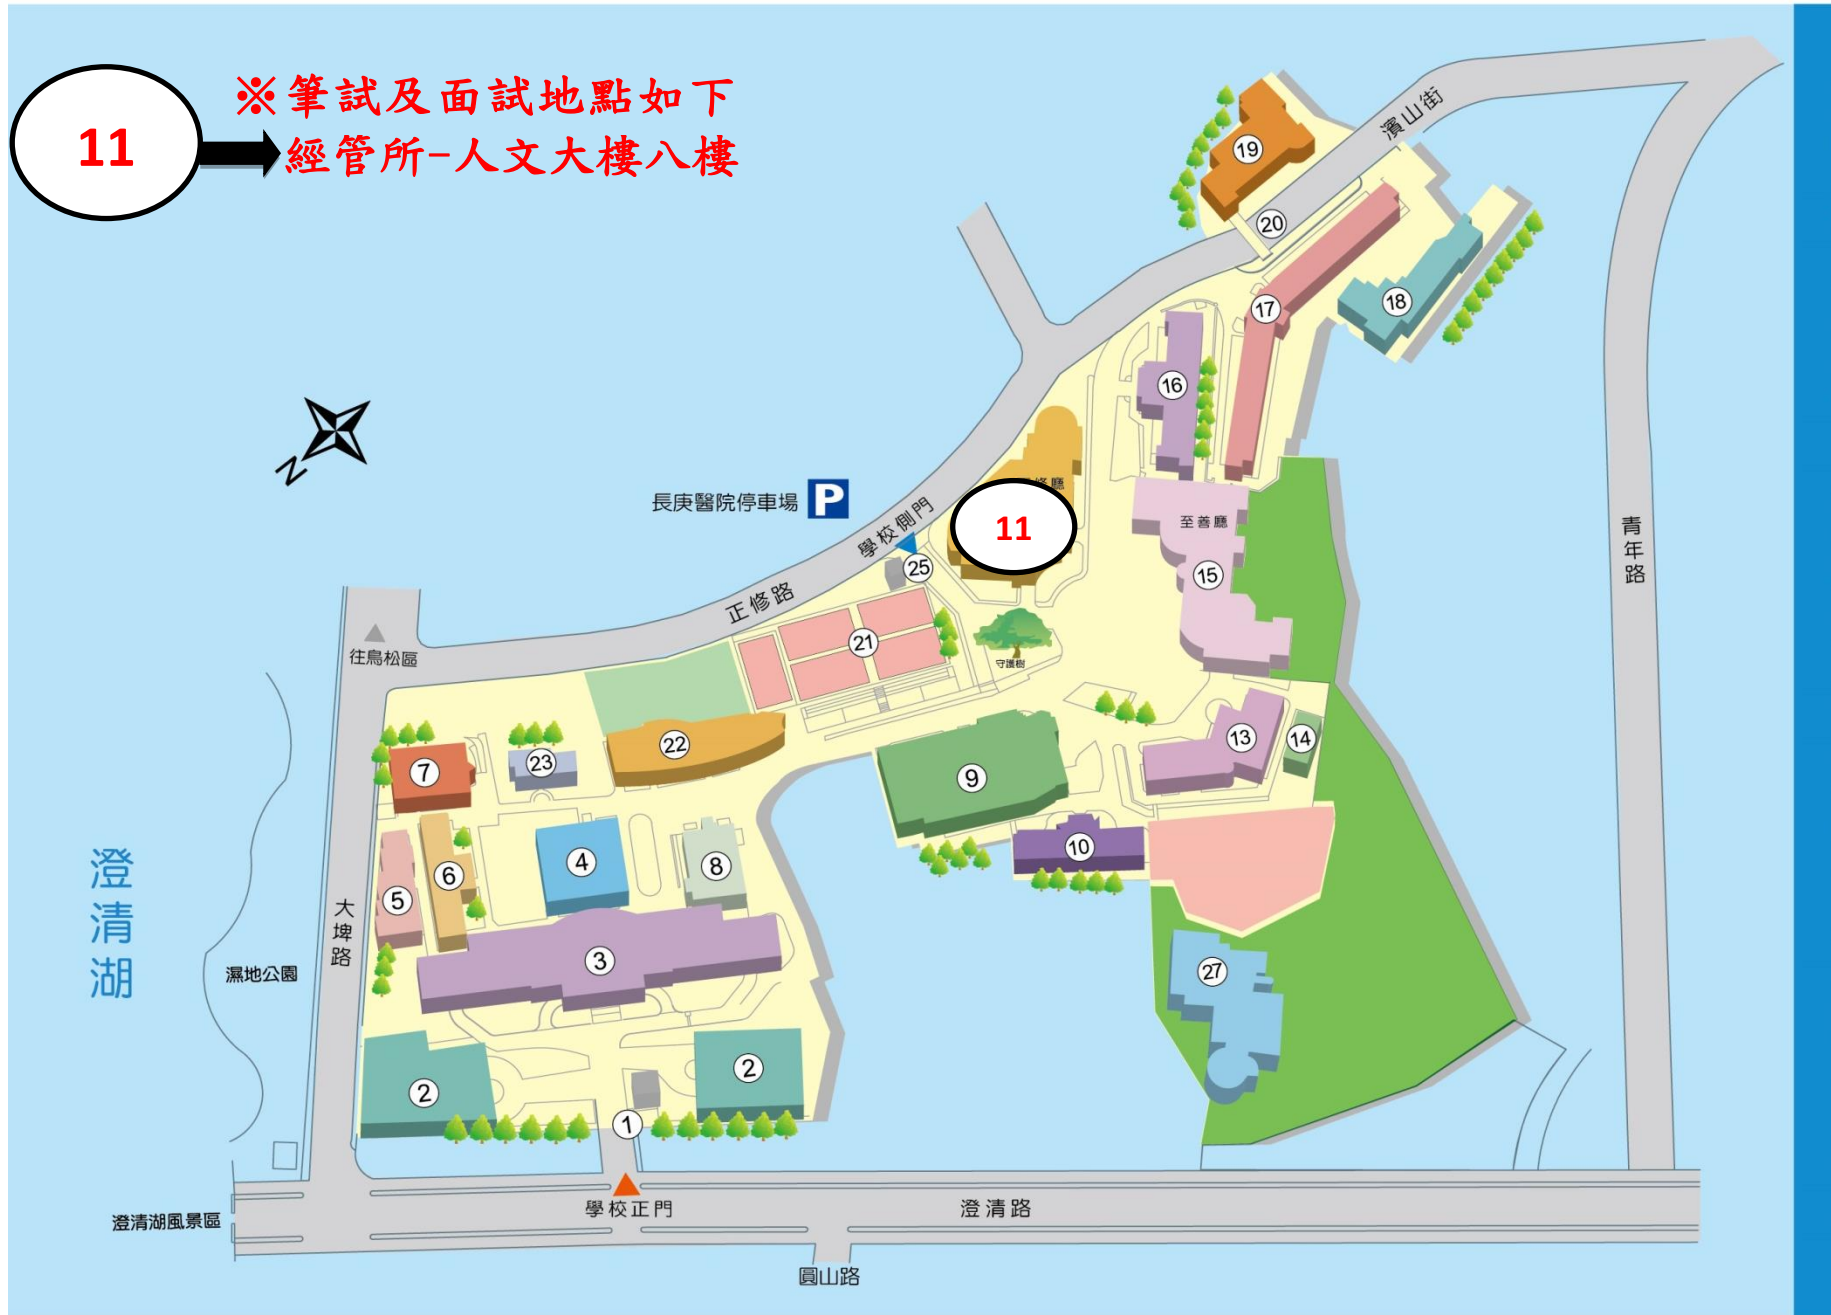 11
※筆試及面試地點如下
經管所-人文大樓八樓
濱山街
19
20
17
18
16
N
長庚醫院停車場 P
學校側門
11
至善廳
15
25
青年路
正修路
21
守護樹
往鳥松區
22
23
7
9
13
14
10
4
8
6
5
澄清湖
大埤路
濕地公園
3
27
2
2
1
學校正門
澄清路
澄清湖風景區
圓山路